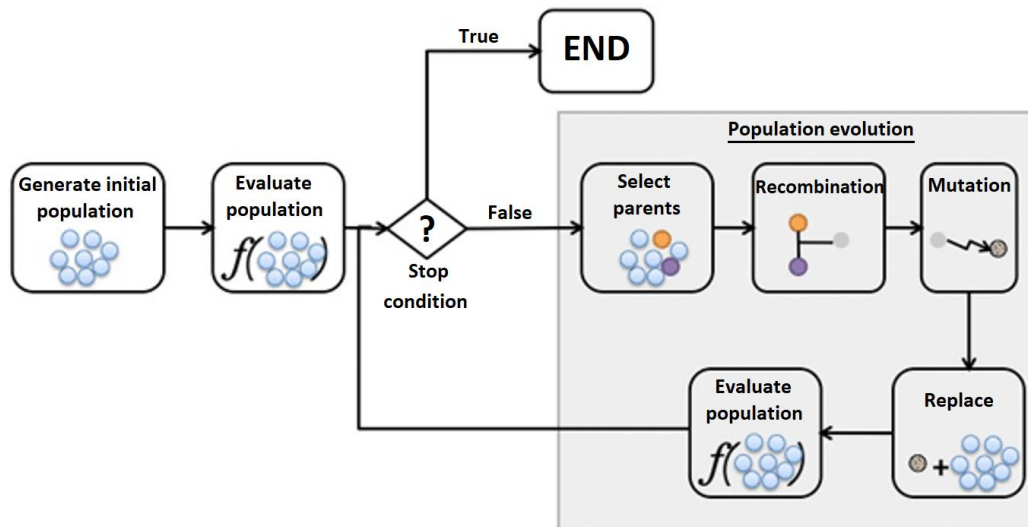 True
END
Population evolution
Generate initial
population
Evaluate
population
f( )
?
Stop
condition
False
Select
parents
Recombination
Mutation
Evaluate
population
f( )
Replace
+